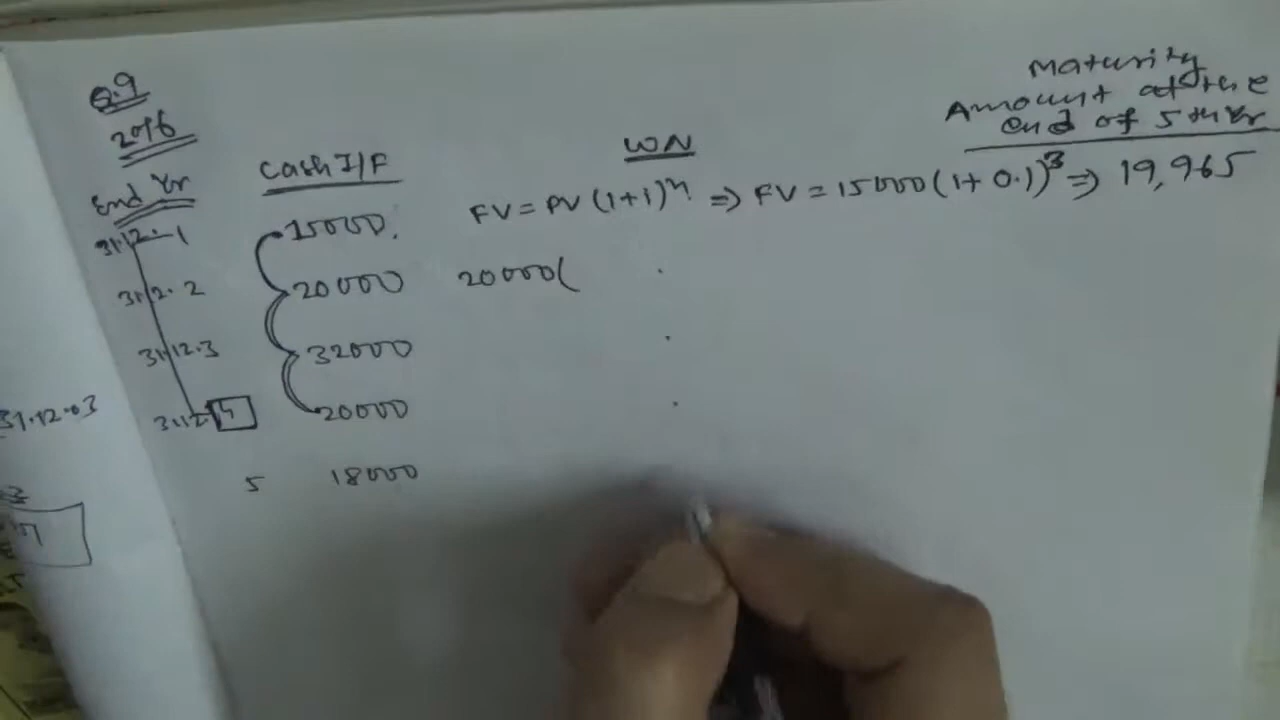 Q.9
2016
End Yr
Cash I/F
WN
Maturity
Amount at the
end of 5th Yr
31.12.1
15000.
FV = PV (1+i)^n => FV = 15000 (1+0.1)^3 => 19,965
31.12.2
20000
20000(
31.12.3
32000
31.12.4
20000
5
18000
31.12.03